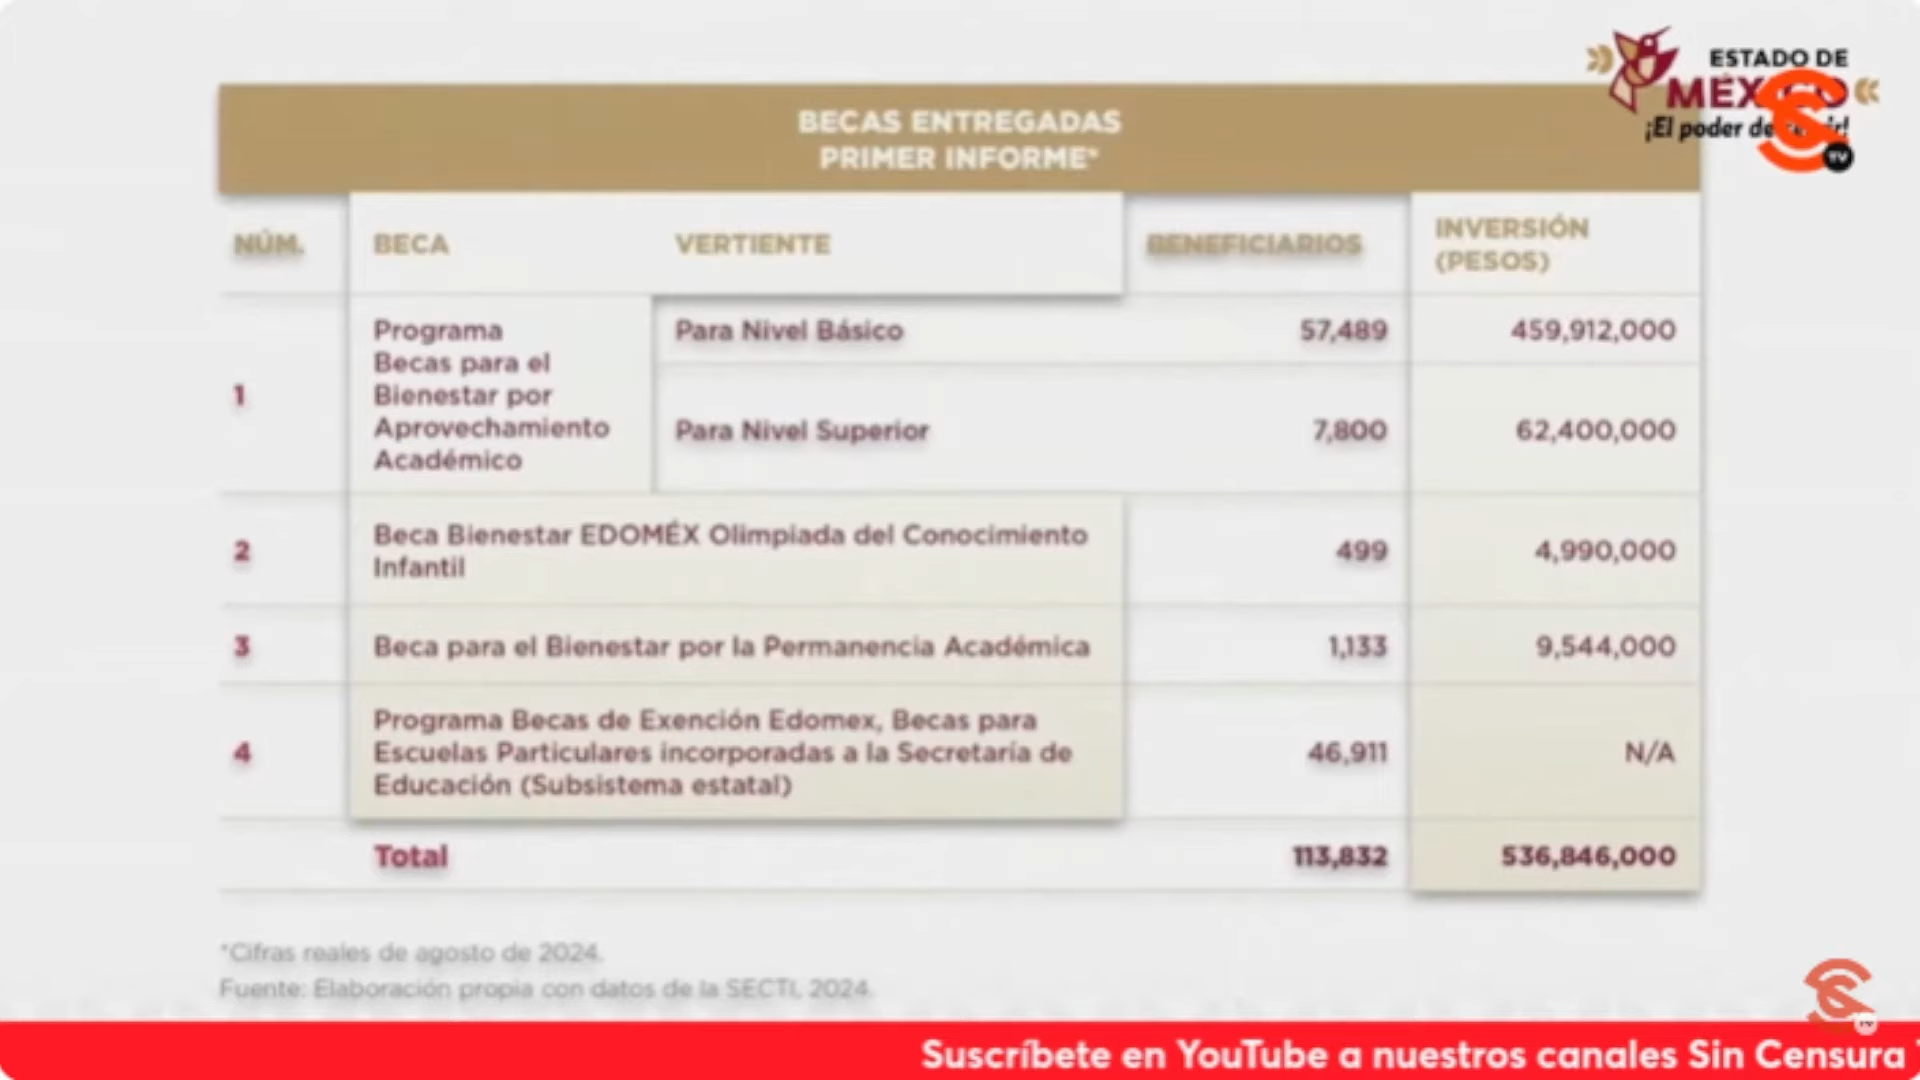 ESTADO DE
¡El poder de
BECAS ENTREGADAS
PRIMER INFORME*
NÚM.
BECA
VERTIENTE
BENEFICIARIOS
INVERSIÓN
(PESOS)
1
Programa
Becas para el
Bienestar por
Aprovechamiento
Académico
Para Nivel Básico
57,489
459,912,000
Para Nivel Superior
7,800
62,400,000
2
Beca Bienestar EDOMÉX Olimpiada del Conocimiento
Infantil
499
4,990,000
3
Beca para el Bienestar por la Permanencia Académica
1,133
9,544,000
4
Programa Becas de Exención Edomex, Becas para
Escuelas Particulares incorporadas a la Secretaría de
Educación (Subsistema estatal)
46,911
N/A
Total
113,832
536,846,000
*Cifras reales de agosto de 2024.
Fuente: Elaboración propia con datos de la SECTI, 2024.
TV
Suscríbete en YouTube a nuestros canales Sin Censura